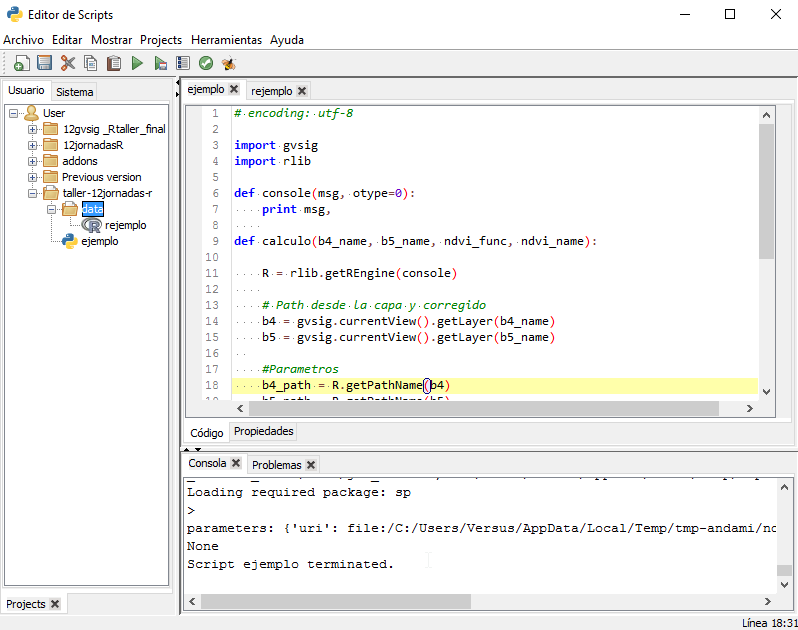 Editor de Scripts
Archivo Editar Mostrar Projects Herramientas Ayuda
Usuario Sistema
User
12gvsig _Rtaller_final
12jornadasR
addons
Previous version
taller-12jornadas-r
data
rejemplo
ejemplo
Projects
ejemplo rejemplo
1 # encoding: utf-8
2
3 import gvsig
4 import rlib
5
6 def console(msg, otype=0):
7 print msg,
8
9 def calculo(b4_name, b5_name, ndvi_func, ndvi_name):
10
11 R = rlib.getREngine(console)
12
13 # Path desde la capa y corregido
14 b4 = gvsig.currentView().getLayer(b4_name)
15 b5 = gvsig.currentView().getLayer(b5_name)
16
17 #Parametros
18 b4_path = R.getPathName(b4)
Código Propiedades
Consola Problemas
Loading required package: sp
>
parameters: {'uri': file:/C:/Users/Versus/AppData/Local/Temp/tmp-andami/
None
Script ejemplo terminated.
Línea 18:31